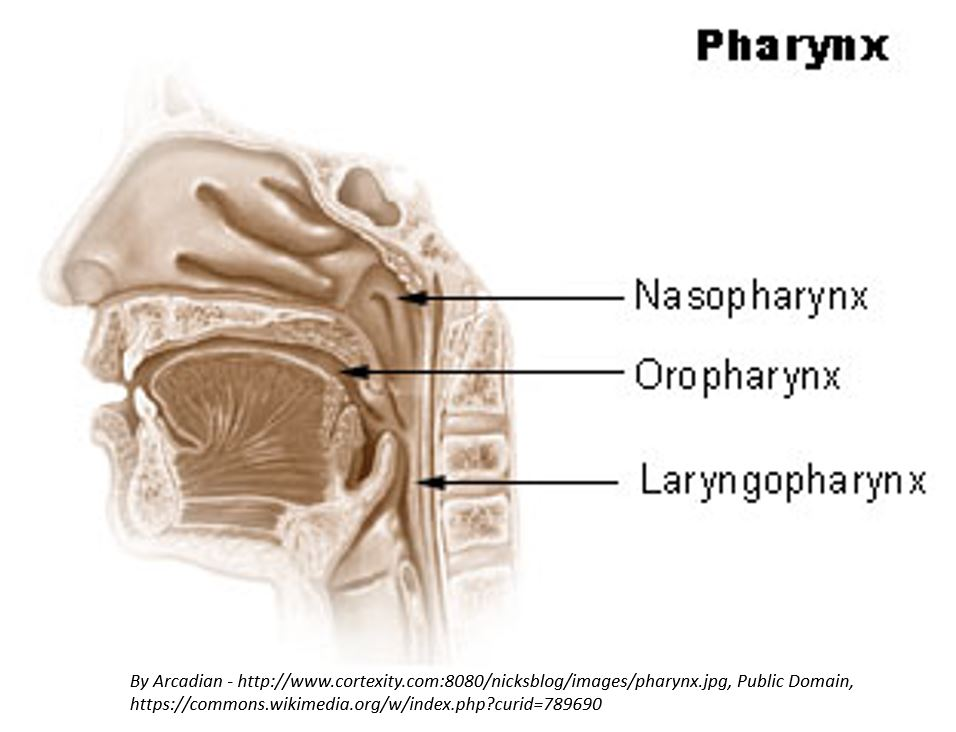 Pharynx
Nasopharynx
Oropharynx
Laryngopharynx
By Arcadian - http://www.cortexity.com:8080/nicksblog/images/pharynx.jpg, Public Domain,
https://commons.wikimedia.org/w/index.php?curid=789690